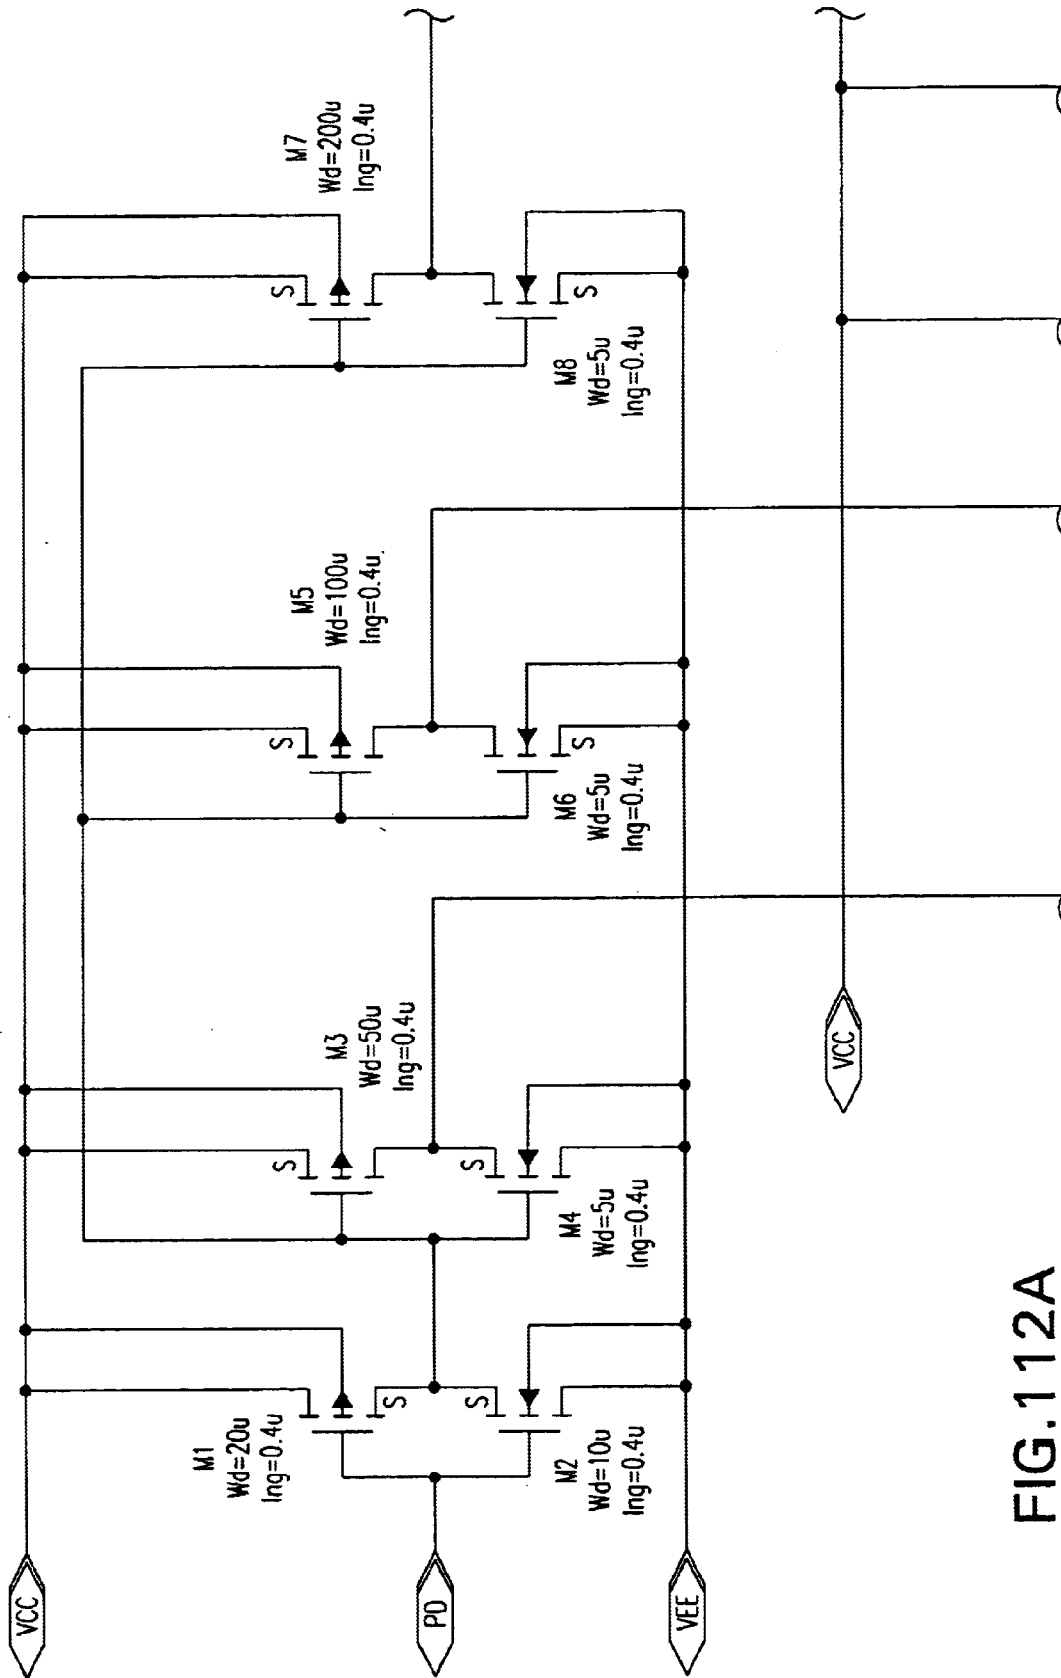 VCC
M1
Wd=20u
lng=0.4u
S
M3
Wd=50u
lng=0.4u
S
M5
Wd=100u
lng=0.4u
S
M7
Wd=200u
lng=0.4u
S
PD
M2
Wd=10u
lng=0.4u
S
M4
Wd=5u
lng=0.4u
S
M6
Wd=5u
lng=0.4u
S
M8
Wd=5u
lng=0.4u
S
VEE
VCC
FIG.112A